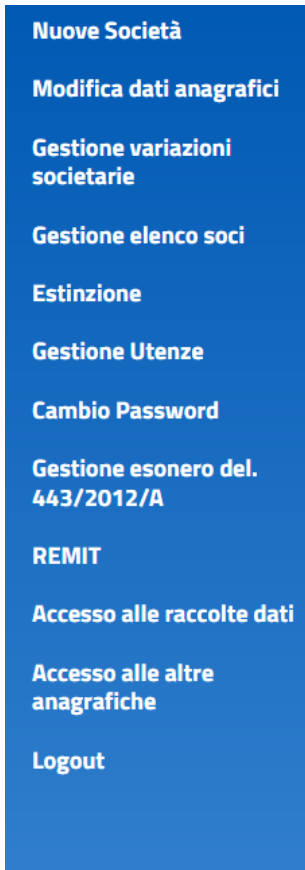 Nuove Società
Modifica dati anagrafici
Gestione variazioni
societarie
Gestione elenco soci
Estinzione
Gestione Utenze
Cambio Password
Gestione esonero del.
443/2012/A
REMIT
Accesso alle raccolte dati
Accesso alle altre
anagrafiche
Logout